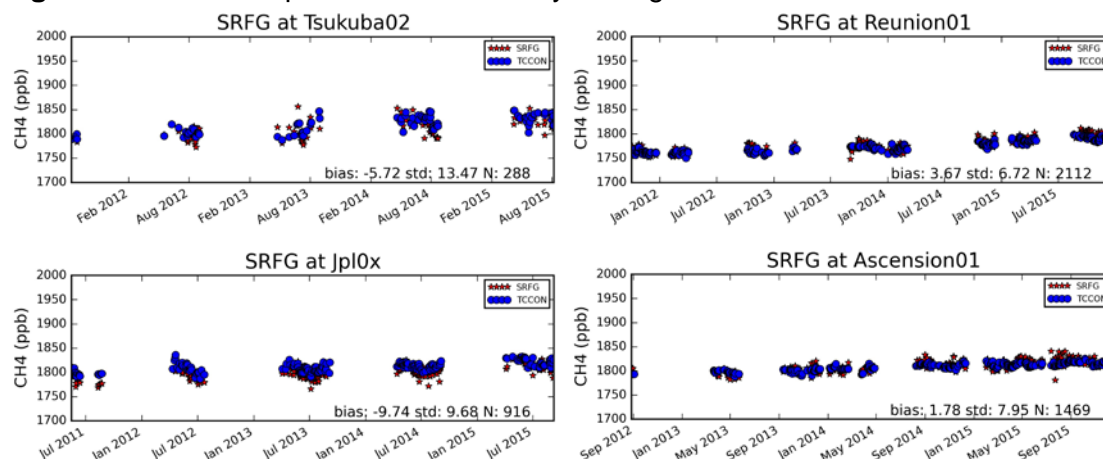 SRFG at Tsukuba02
2000
1950
1900
1850
1800
1750
1700
CH4 (ppb)
SRFG
TCCON
bias: -5.72 std: 13.47 N: 288
Feb 2012
Aug 2012
Feb 2013
Aug 2013
Feb 2014
Aug 2014
Feb 2015
Aug 2015
SRFG at Reunion01
2000
1950
1900
1850
1800
1750
1700
CH4 (ppb)
SRFG
TCCON
bias: 3.67 std: 6.72 N: 2112
Jan 2012
Jul 2012
Jan 2013
Jul 2013
Jan 2014
Jul 2014
Jan 2015
Jul 2015
SRFG at Jpl0x
2000
1950
1900
1850
1800
1750
1700
CH4 (ppb)
SRFG
TCCON
bias: -9.74 std: 9.68 N: 916
Jul 2011
Jan 2012
Jul 2012
Jan 2013
Jul 2013
Jan 2014
Jul 2014
Jan 2015
Jul 2015
SRFG at Ascension01
2000
1950
1900
1850
1800
1750
1700
CH4 (ppb)
SRFG
TCCON
bias: 1.78 std: 7.95 N: 1469
Sep 2012
Jan 2013
May 2013
Sep 2013
Jan 2014
May 2014
Sep 2014
Jan 2015
May 2015
Sep 2015